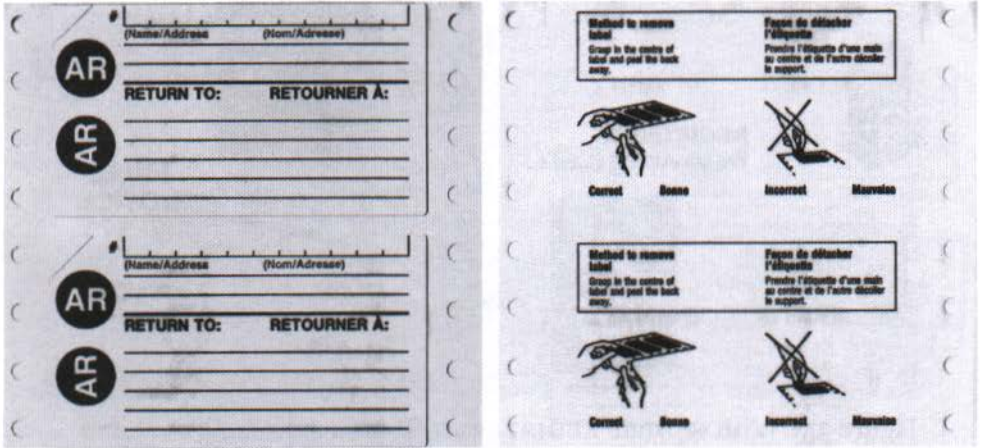 #
(Name/Address (Nom/Adresse)
AR
RETURN TO: RETOURNER À:
AR
#
(Name/Address (Nom/Adresse)
AR
RETURN TO: RETOURNER À:
AR
Method to remove
label
Grasp in the centre of
label and peel the back
away.
Façon de détacher
l'étiquette
Prendre l'étiquette d'une main
au centre et de l'autre décoller
le support.
Correct Bonne
Incorrect Mauvaise
Method to remove
label
Grasp in the centre of
label and peel the back
away.
Façon de détacher
l'étiquette
Prendre l'étiquette d'une main
au centre et de l'autre décoller
le support.
Correct Bonne
Incorrect Mauvaise